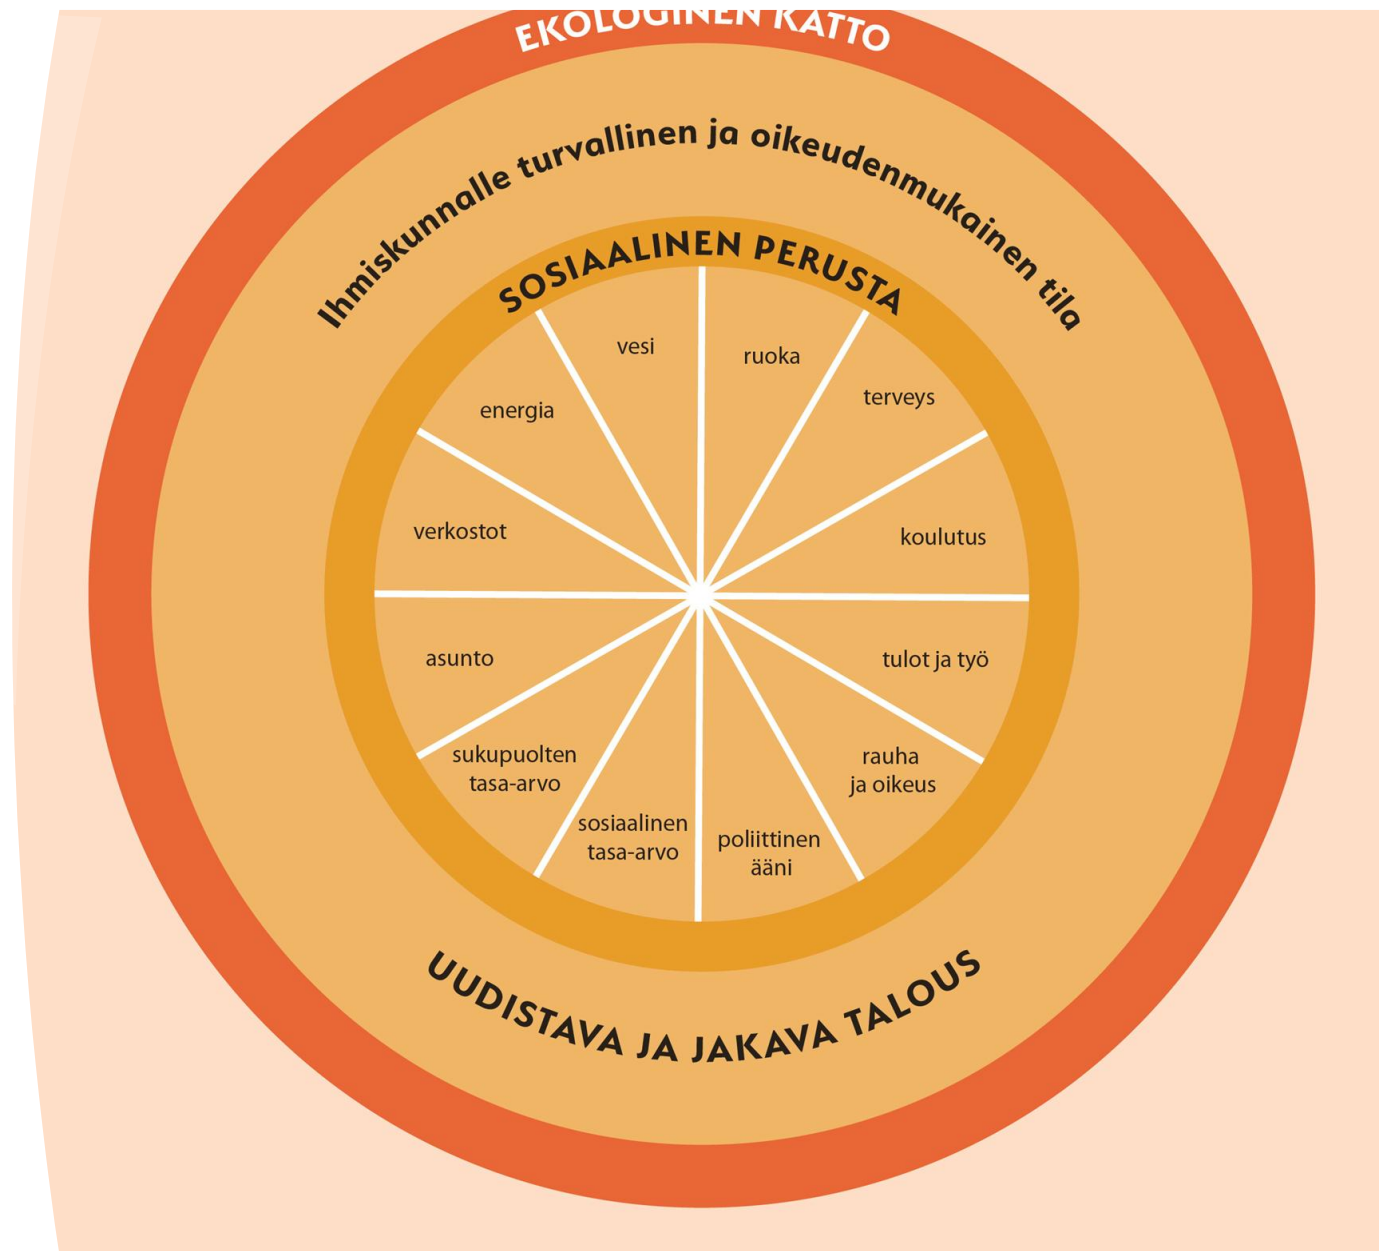 EKOLOGINEN KATTO
Ihmiskunnalle turvallinen ja oikeudenmukainen tila
SOSIAALINEN PERUSTA
vesi
ruoka
terveys
energia
verkostot
koulutus
asunto
tulot ja työ
sukupuolten
tasa-arvo
rauha
ja oikeus
sosiaalinen
tasa-arvo
poliittinen
ääni
UUDISTAVA JA JAKAVA TALOUS